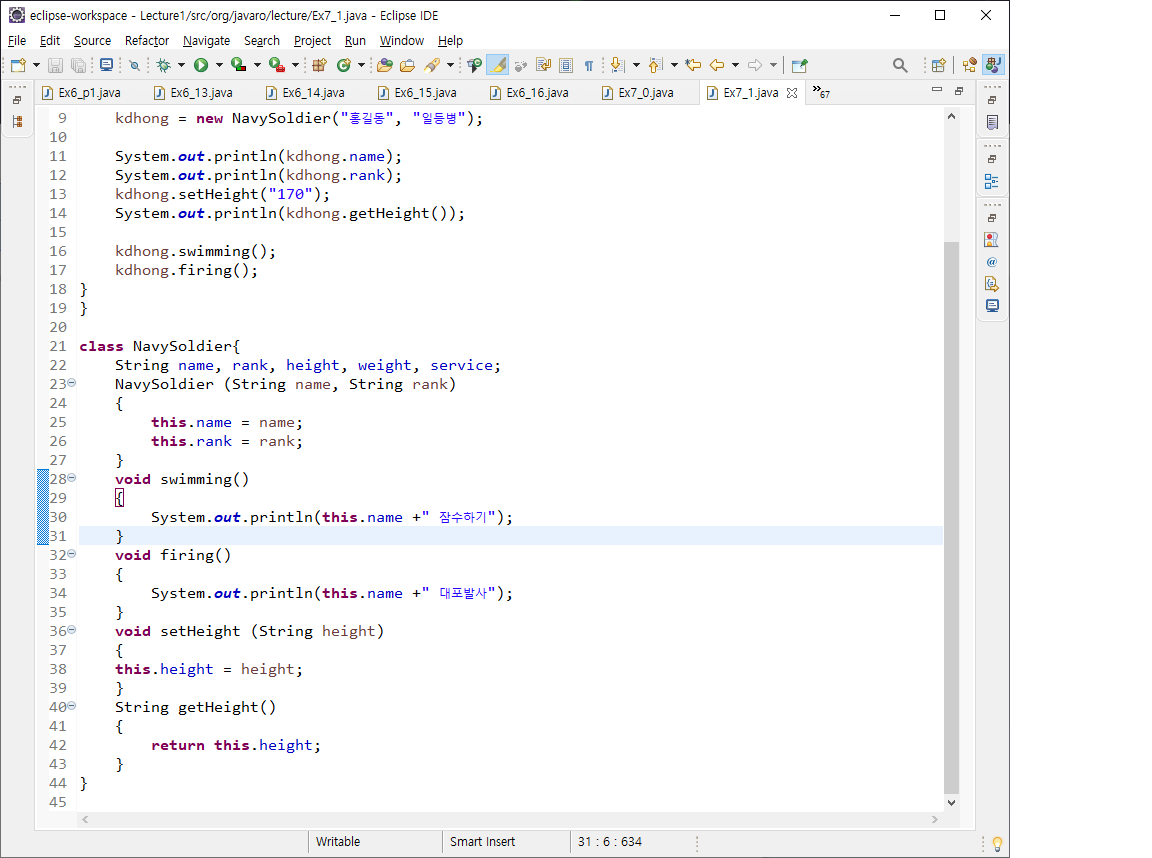 eclipse-workspace - Lecture1/src/org/javaro/lecture/Ex7_1.java - Eclipse IDE
File Edit Source Refactor Navigate Search Project Run Window Help
Ex6_p1.java Ex6_13.java Ex6_14.java Ex6_15.java Ex6_16.java Ex7_0.java Ex7_1.java »67
9 kdhong = new NavySoldier("홍길동", "일등병");
10
11 System.out.println(kdhong.name);
12 System.out.println(kdhong.rank);
13 kdhong.setHeight("170");
14 System.out.println(kdhong.getHeight());
15
16 kdhong.swimming();
17 kdhong.firing();
18 }
19 }
20
21 class NavySoldier{
22 String name, rank, height, weight, service;
23 NavySoldier (String name, String rank)
24 {
25 this.name = name;
26 this.rank = rank;
27 }
28 void swimming()
29 {
30 System.out.println(this.name +" 잠수하기");
31 }
32 void firing()
33 {
34 System.out.println(this.name +" 대포발사");
35 }
36 void setHeight (String height)
37 {
38 this.height = height;
39 }
40 String getHeight()
41 {
42 return this.height;
43 }
44 }
45
Writable Smart Insert 31 : 6 : 634